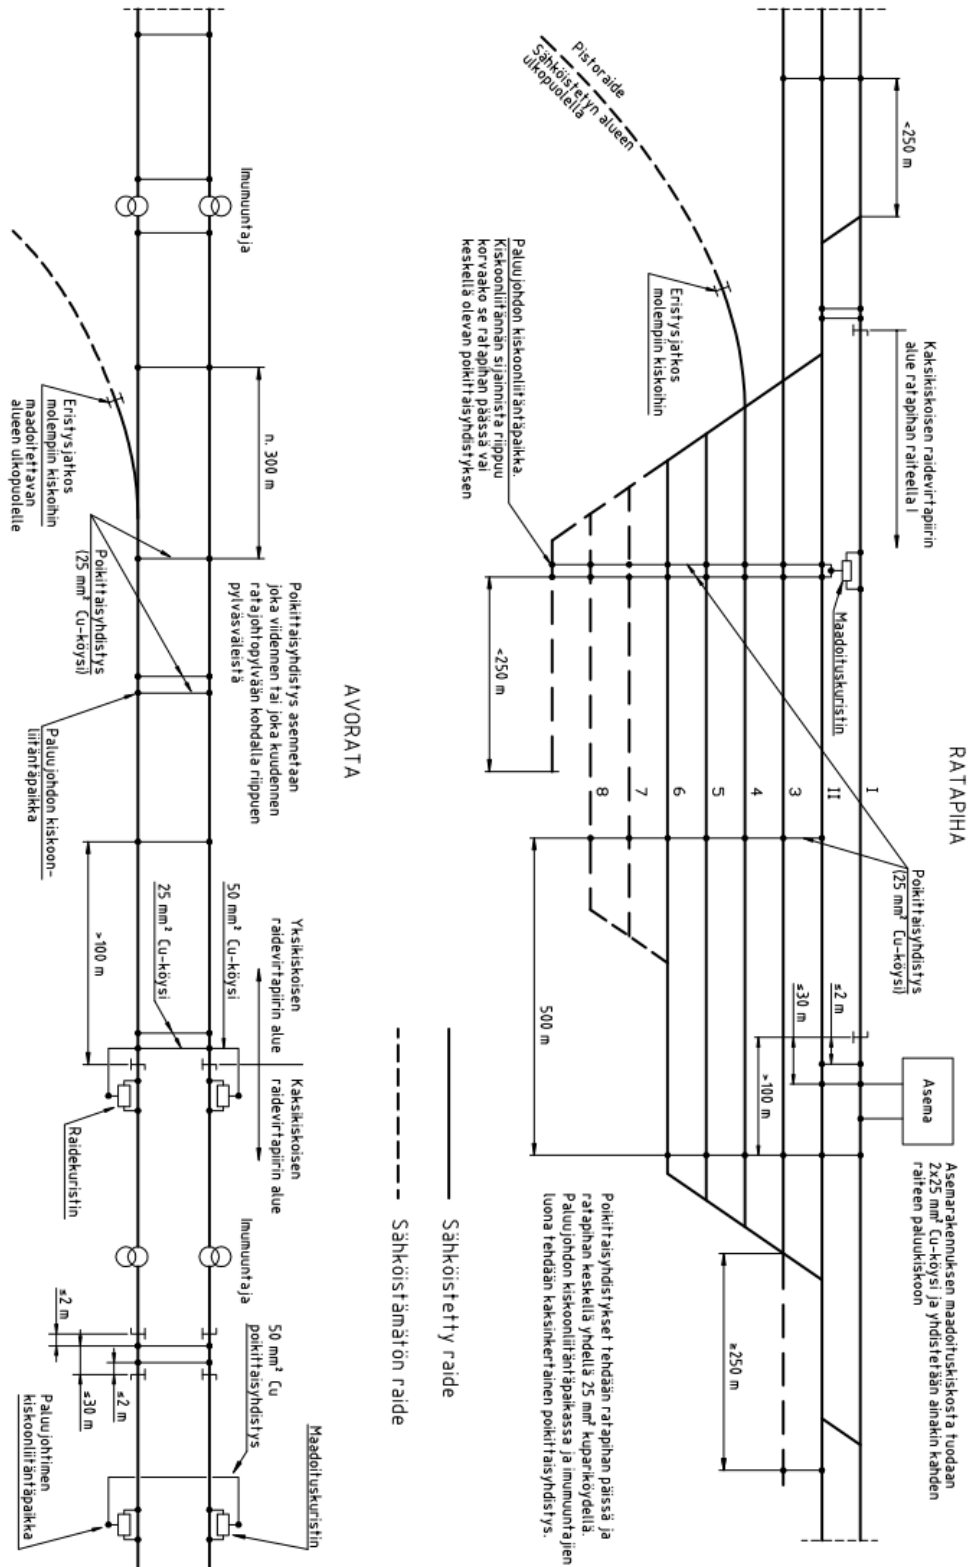 RATAPIHA
<250 m
Kaksikiskoisen raidevirtapiirin
alue ratapihan raiteella I
Pistoraide
Sähköistetyn alueen
ulkopuolella
Eristysjatkos
molempiin kiskoihin
Paluujohdon kiskoonliitäntäpaikka.
Kiskoonliitännän sijainnista riippuu
korvaako se ratapihan päässä vai
keskellä olevan poikittaisyhdistyksen
Maadoituskuristin
<250 m
I
II
3
4
5
6
7
8
Poikittaisyhdistys
(25 mm² Cu-köysi)
≤2 m
≤30 m
>100 m
500 m
Asema
Asemarakennuksen maadoituskiskosta tuodaan
2x25 mm² Cu-köysi ja yhdistetään ainakin kahden
raiteen paluukiskoon
≥250 m
Poikittaisyhdistykset tehdään ratapihan päissä ja
ratapihan keskellä yhdellä 25 mm² kupariköydellä.
Paluujohdon kiskoonliitäntäpaikassa ja imumuuntajien
luona tehdään kaksinkertainen poikittaisyhdistys.
Sähköistetty raide
Sähköistämätön raide
AVORATA
Imumuuntaja
n. 300 m
Eristysjatkos
molempiin kiskoihin
maadoitettavan
alueen ulkopuolelle
Poikittaisyhdistys
(25 mm² Cu-köysi)
Poikittaisyhdistys asennetaan
joka viidennen tai joka kuudennen
ratajohtopylvään kohdalla riippuen
pylväsväleistä
Paluujohdon kiskoon-
liitäntäpaikka
>100 m
25 mm² Cu-köysi
50 mm² Cu-köysi
Yksikiskoisen
raidevirtapiirin alue
Kaksikiskoisen
raidevirtapiirin alue
Raidekuristin
Imumuuntaja
≤2 m
≤30 m
≤2 m
50 mm² Cu
poikittaisyhdistys
Paluujohtimen
kiskoonliitäntäpaikka
Maadoituskuristin